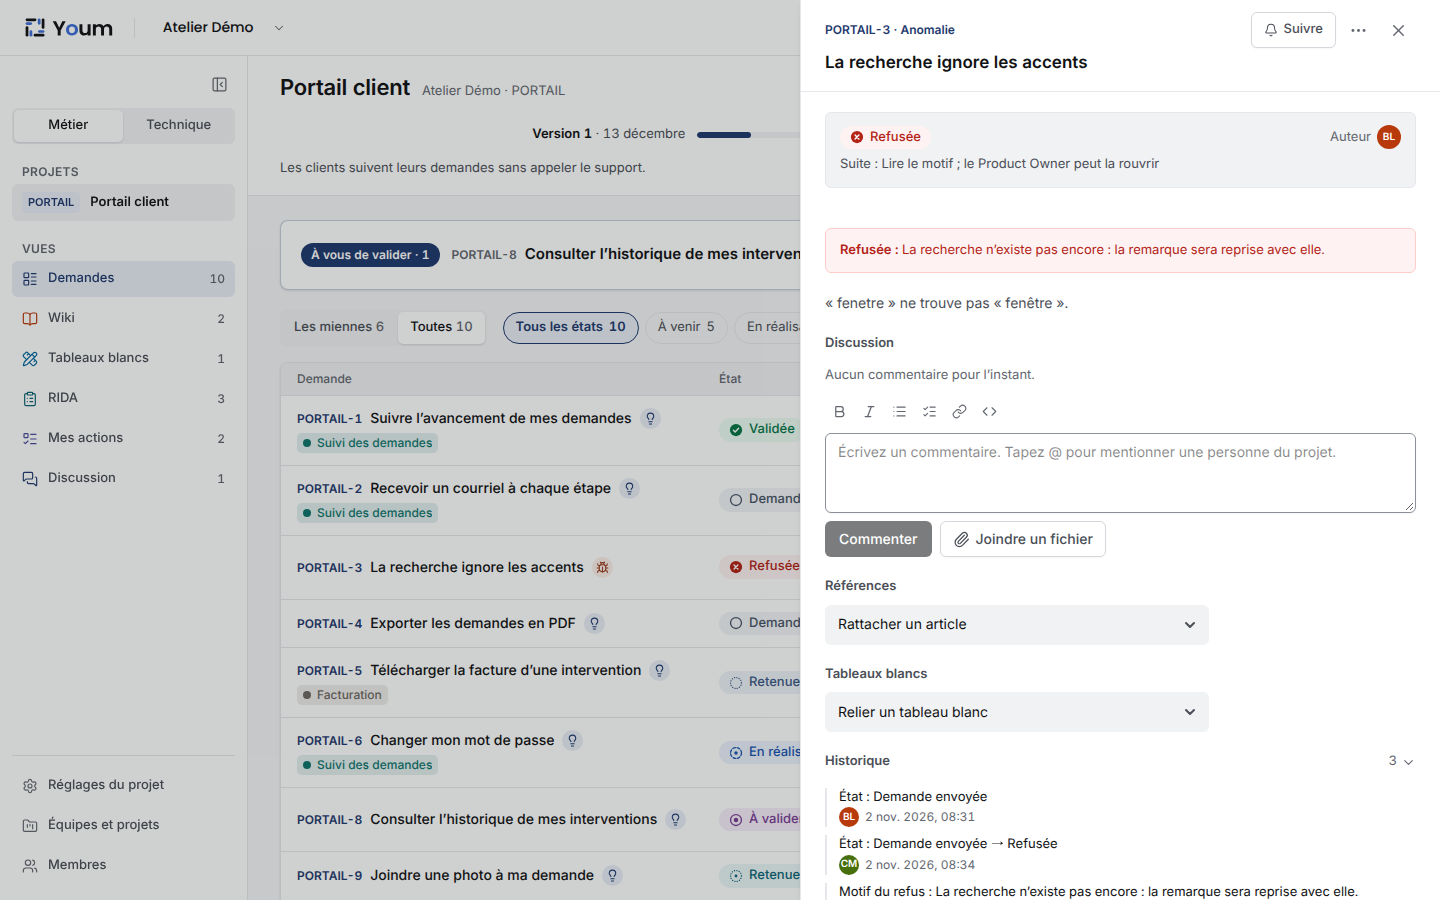 Youm
Atelier Démo
Métier
Technique
PROJETS
PORTAIL Portail client
VUES
Demandes 10
Wiki 2
Tableaux blancs 1
RIDA 3
Mes actions 2
Discussion 1
Réglages du projet
Équipes et projets
Membres
Portail client Atelier Démo · PORTAIL
Version 1 · 13 décembre
Les clients suivent leurs demandes sans appeler le support.
À vous de valider · 1 PORTAIL-8 Consulter l’historique de mes interven
Les miennes 6 Toutes 10 Tous les états 10 À venir 5 En réalisa
Demande État
PORTAIL-1 Suivre l’avancement de mes demandes Validée
Suivi des demandes
PORTAIL-2 Recevoir un courriel à chaque étape Demand
Suivi des demandes
PORTAIL-3 La recherche ignore les accents Refusée
PORTAIL-4 Exporter les demandes en PDF Demand
PORTAIL-5 Télécharger la facture d’une intervention Retenue
Facturation
PORTAIL-6 Changer mon mot de passe En réalis
Suivi des demandes
PORTAIL-8 Consulter l’historique de mes interventions À valider
PORTAIL-9 Joindre une photo à ma demande Retenue
PORTAIL-3 · Anomalie
Suivre
La recherche ignore les accents
Refusée
Auteur BL
Suite : Lire le motif ; le Product Owner peut la rouvrir
Refusée : La recherche n’existe pas encore : la remarque sera reprise avec elle.
« fenetre » ne trouve pas « fenêtre ».
Discussion
Aucun commentaire pour l’instant.
Écrivez un commentaire. Tapez @ pour mentionner une personne du projet.
Commenter
Joindre un fichier
Références
Rattacher un article
Tableaux blancs
Relier un tableau blanc
Historique 3
État : Demande envoyée
BL 2 nov. 2026, 08:31
État : Demande envoyée → Refusée
CM 2 nov. 2026, 08:34
Motif du refus : La recherche n’existe pas encore : la remarque sera reprise avec elle.